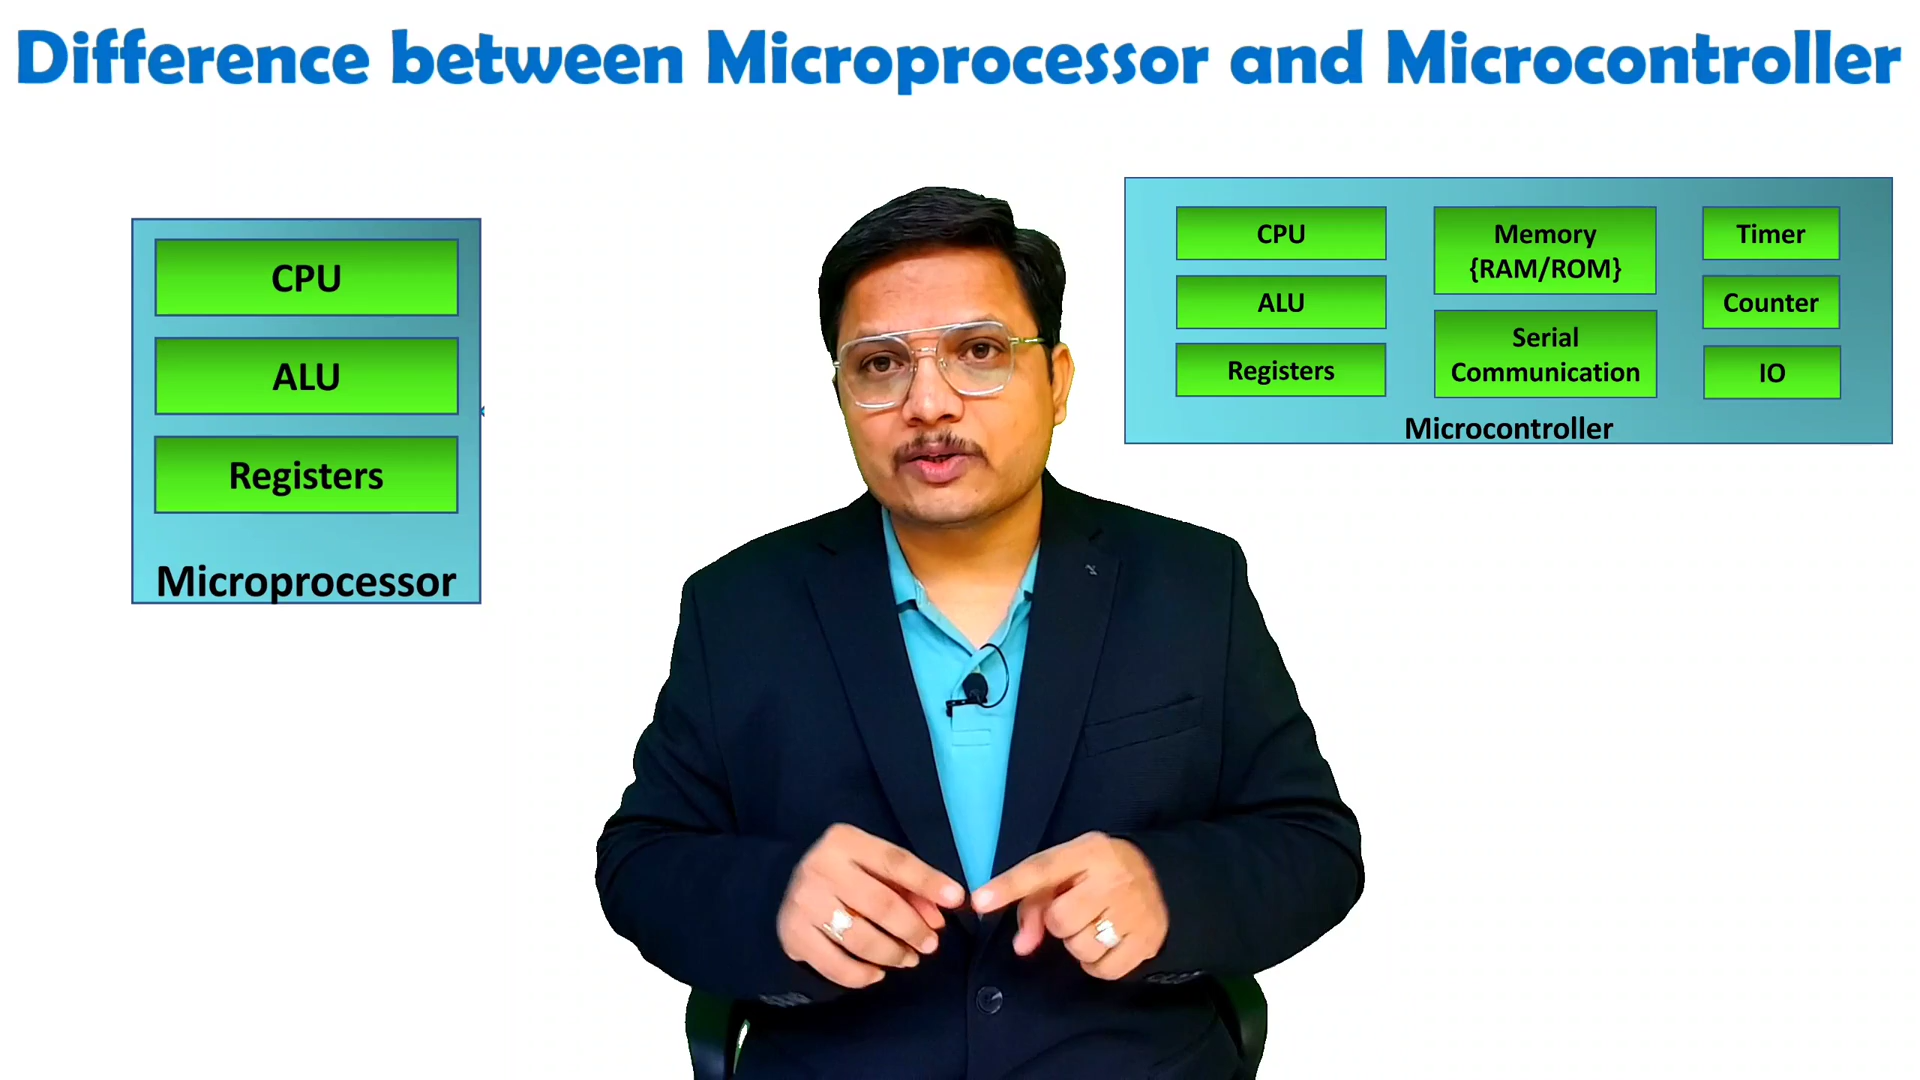 Difference between Microprocessor and Microcontroller
CPU
ALU
Registers
Microprocessor
CPU
ALU
Registers
Memory
{RAM/ROM}
Serial
Communication
Timer
Counter
IO
Microcontroller